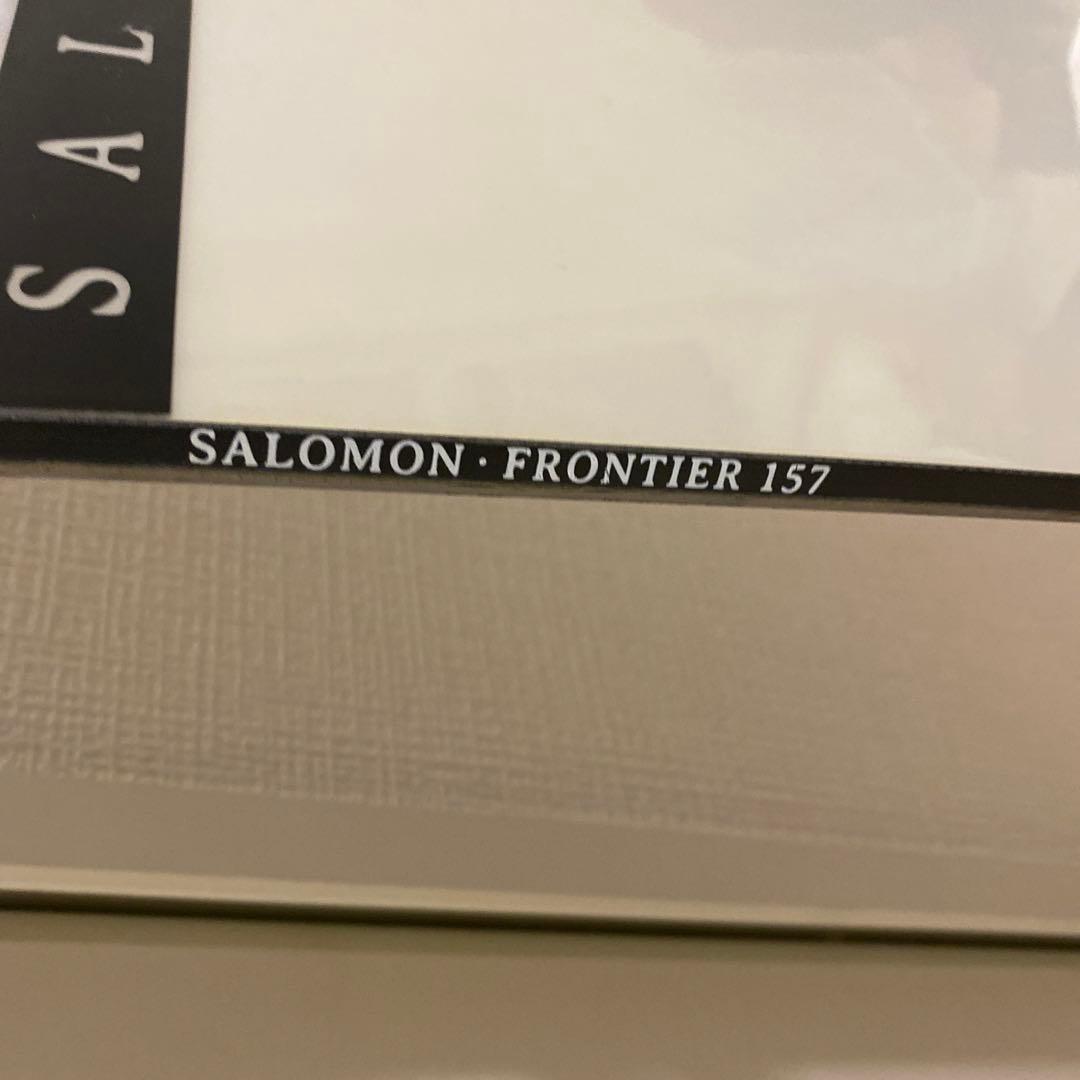 SAL
SALOMON · FRONTIER 157